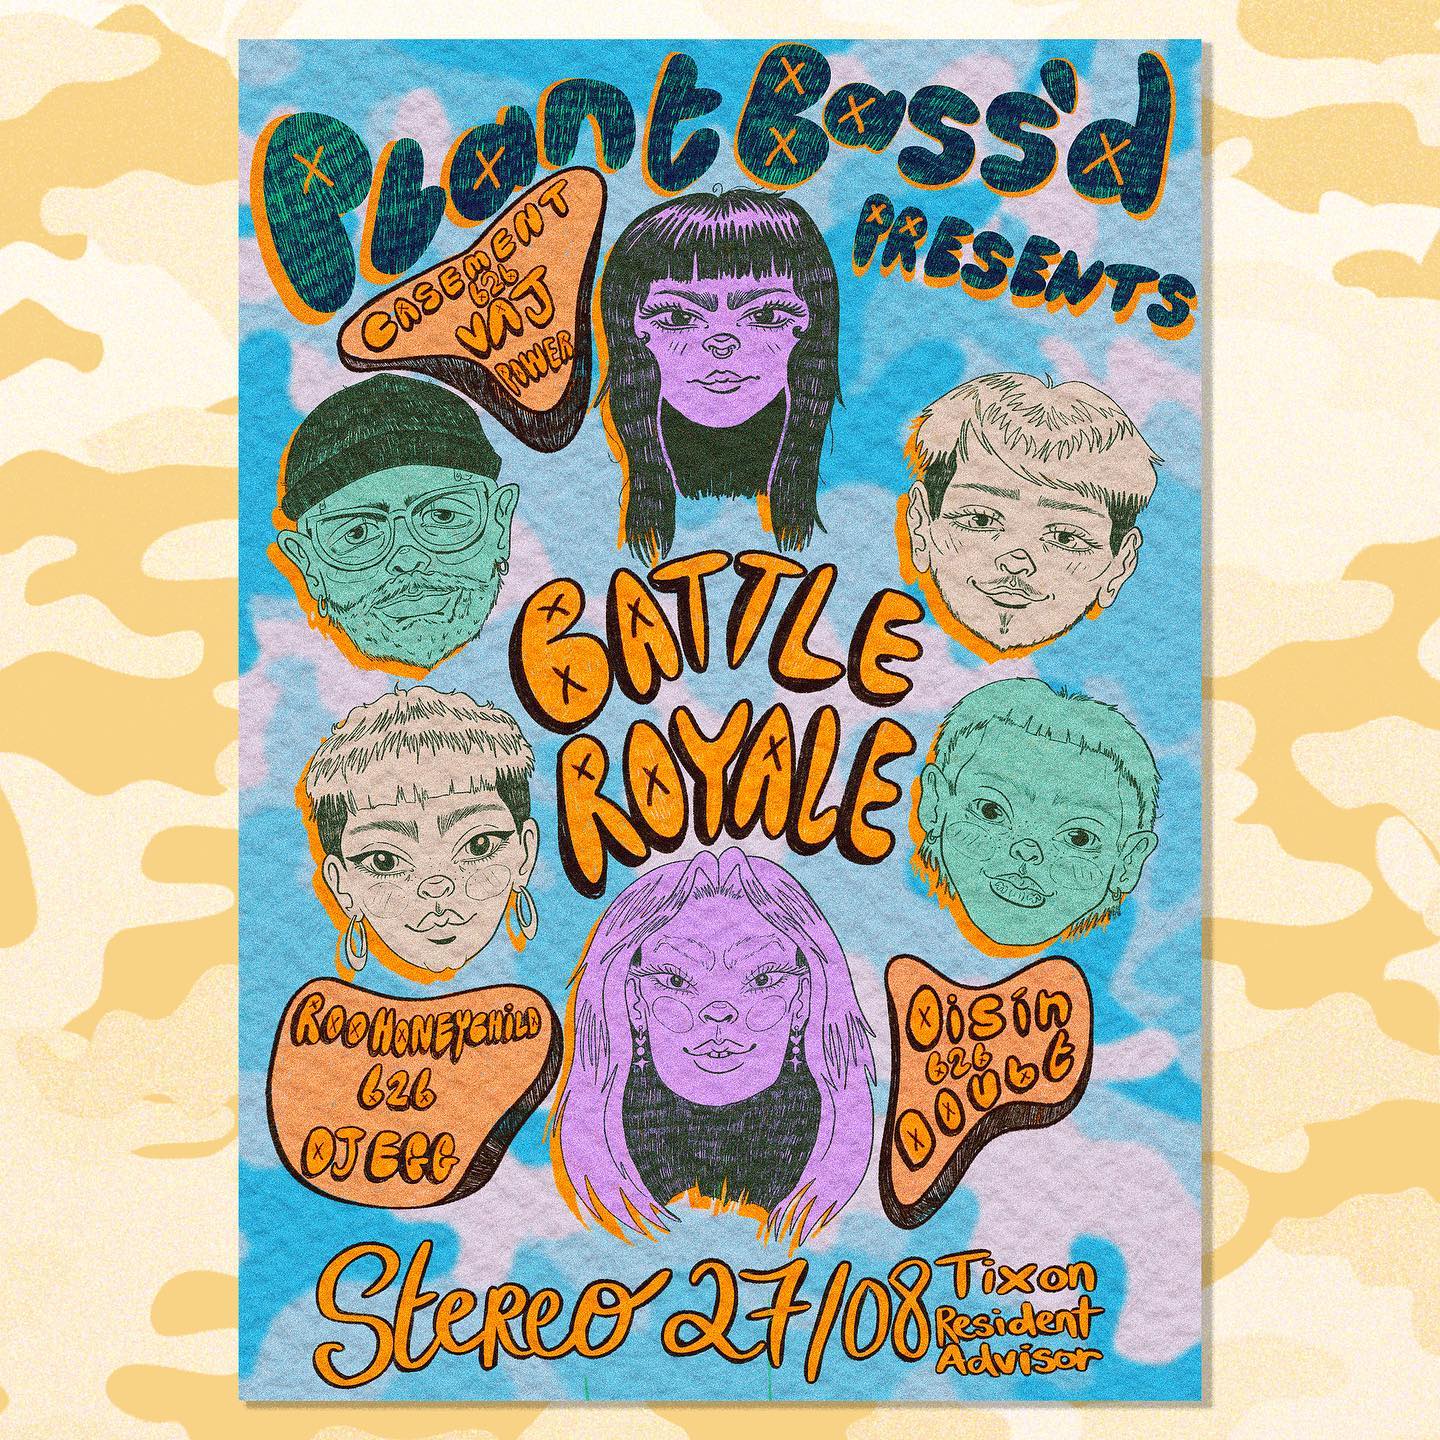 Plant Bass'd
PRESENTS
CASEMENT
b2b
VAJ
POWER
BATTLE
ROYALE
ROO HONEYCHILD
b2b
DJ EGG
Oisín
b2b
Doubt
Stereo 27/08
Tixon
Resident
Advisor